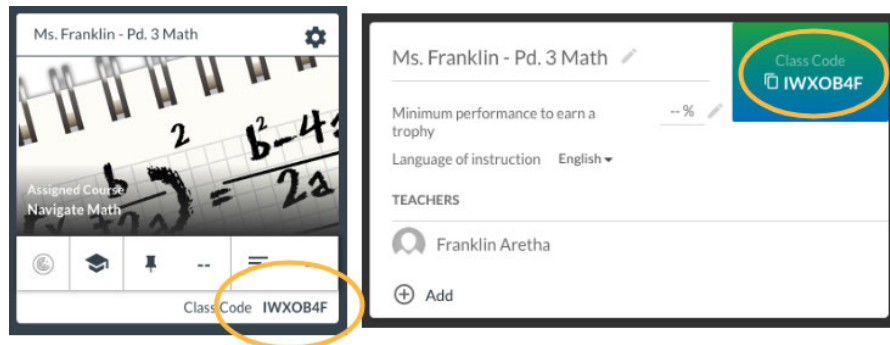 Ms. Franklin - Pd. 3 Math
2
b² - 4
b
=
2a
Assigned Course
Navigate Math
--
Class Code IWXOB4F
Ms. Franklin - Pd. 3 Math
Class Code
IWXOB4F
Minimum performance to earn a
trophy
-- %
Language of instruction English
TEACHERS
Franklin Aretha
Add